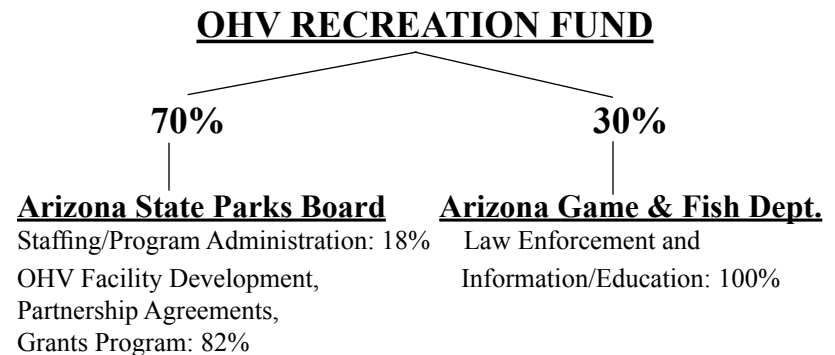 OHV RECREATION FUND
70%
30%
Arizona State Parks Board
Staffing/Program Administration: 18%
OHV Facility Development,
Partnership Agreements,
Grants Program: 82%
Arizona Game & Fish Dept.
Law Enforcement and
Information/Education: 100%